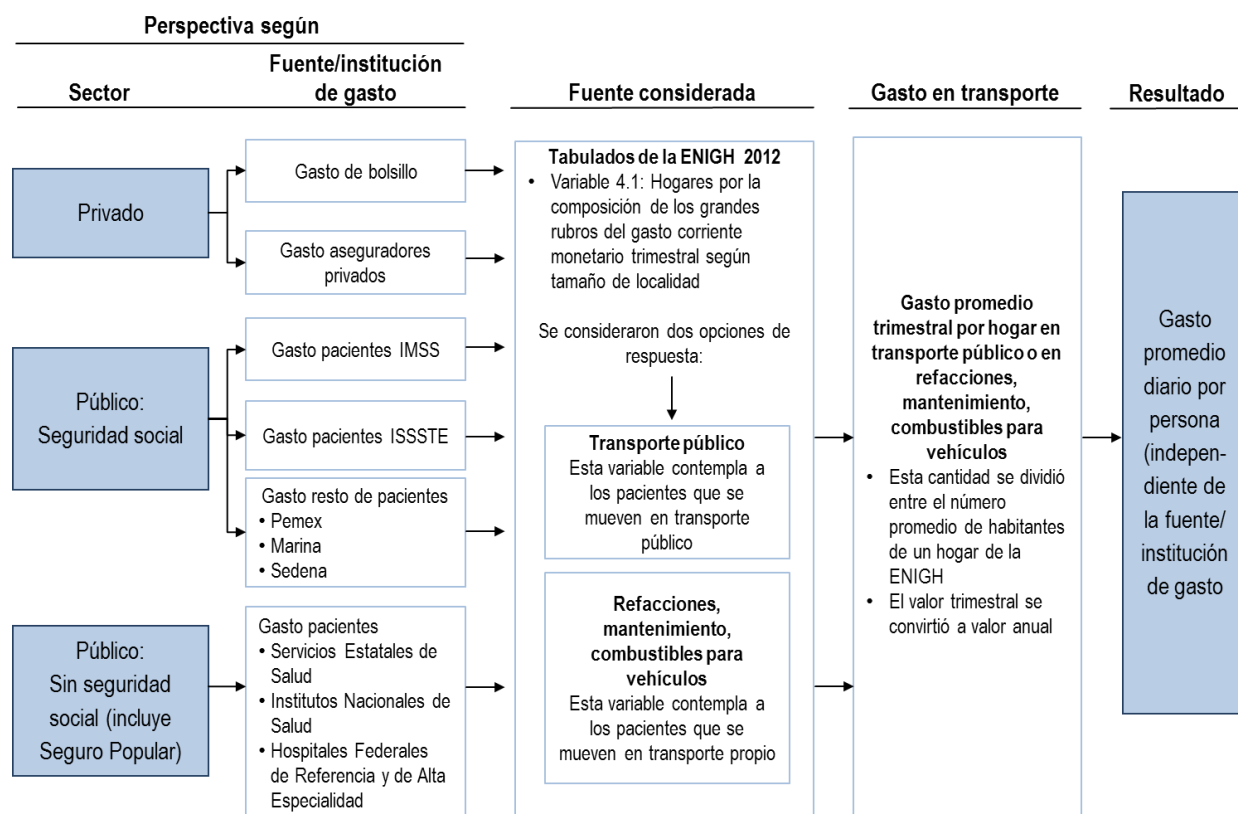 Perspectiva según
Sector
Fuente/institución
de gasto
Fuente considerada
Gasto en transporte
Resultado
Privado
Gasto de bolsillo
Gasto aseguradores
privados
Público:
Seguridad social
Gasto pacientes IMSS
Gasto pacientes ISSSTE
Gasto resto de pacientes
• Pemex
• Marina
• Sedena
Público:
Sin seguridad
social (incluye
Seguro Popular)
Gasto pacientes
• Servicios Estatales de
Salud
• Institutos Nacionales de
Salud
• Hospitales Federales
de Referencia y de Alta
Especialidad
Tabulados de la ENIGH 2012
• Variable 4.1: Hogares por la
composición de los grandes
rubros del gasto corriente
monetario trimestral según
tamaño de localidad
Se consideraron dos opciones de
respuesta:
Transporte público
Esta variable contempla a
los pacientes que se
mueven en transporte
público
Refacciones,
mantenimiento,
combustibles para
vehículos
Esta variable contempla a
los pacientes que se
mueven en transporte propio
Gasto promedio
trimestral por hogar en
transporte público o en
refacciones,
mantenimiento,
combustibles para
vehículos
• Esta cantidad se dividió
entre el número
promedio de habitantes
de un hogar de la
ENIGH
• El valor trimestral se
convirtió a valor anual
Gasto
promedio
diario por
persona
(indepen-
diente de
la fuente/
institución
de gasto